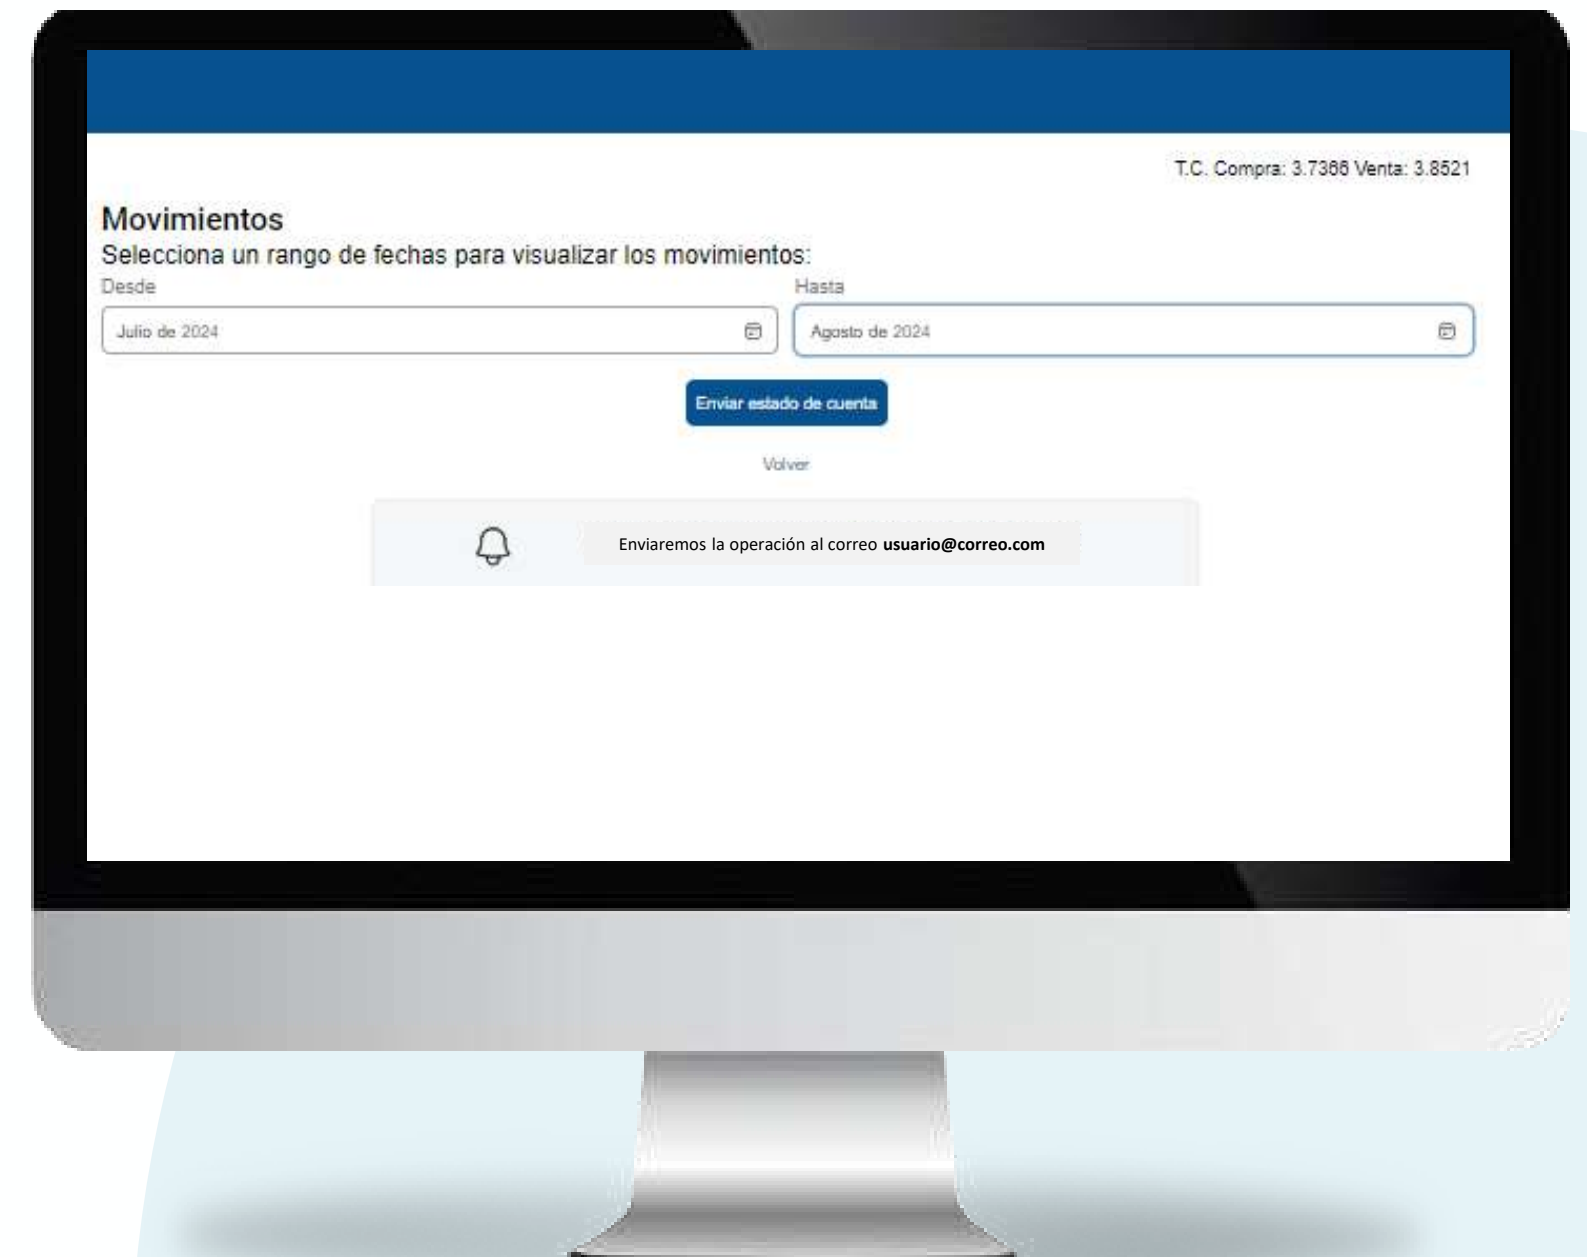 T.C. Compra: 3.7366 Venta: 3.8521
Movimientos
Selecciona un rango de fechas para visualizar los movimientos:
Desde
Hasta
Julio de 2024
Agosto de 2024
Enviar estado de cuenta
Volver
Enviaremos la operación al correo usuario@correo.com